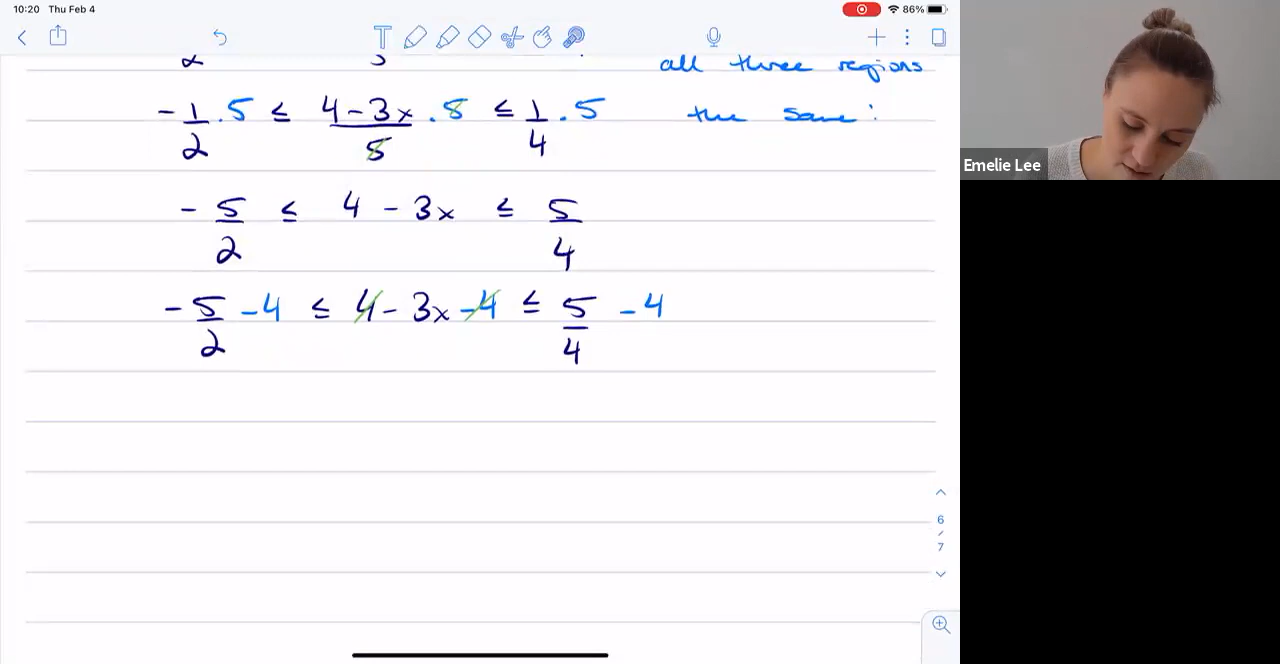 10:20 Thu Feb 4
86%
all three regions
-1/2 · 5 ≤ (4 - 3x)/5 · 5 ≤ 1/4 · 5
the same:
-5/2 ≤ 4 - 3x ≤ 5/4
-5/2 - 4 ≤ 4 - 3x - 4 ≤ 5/4 - 4
Emelie Lee
6
/
7